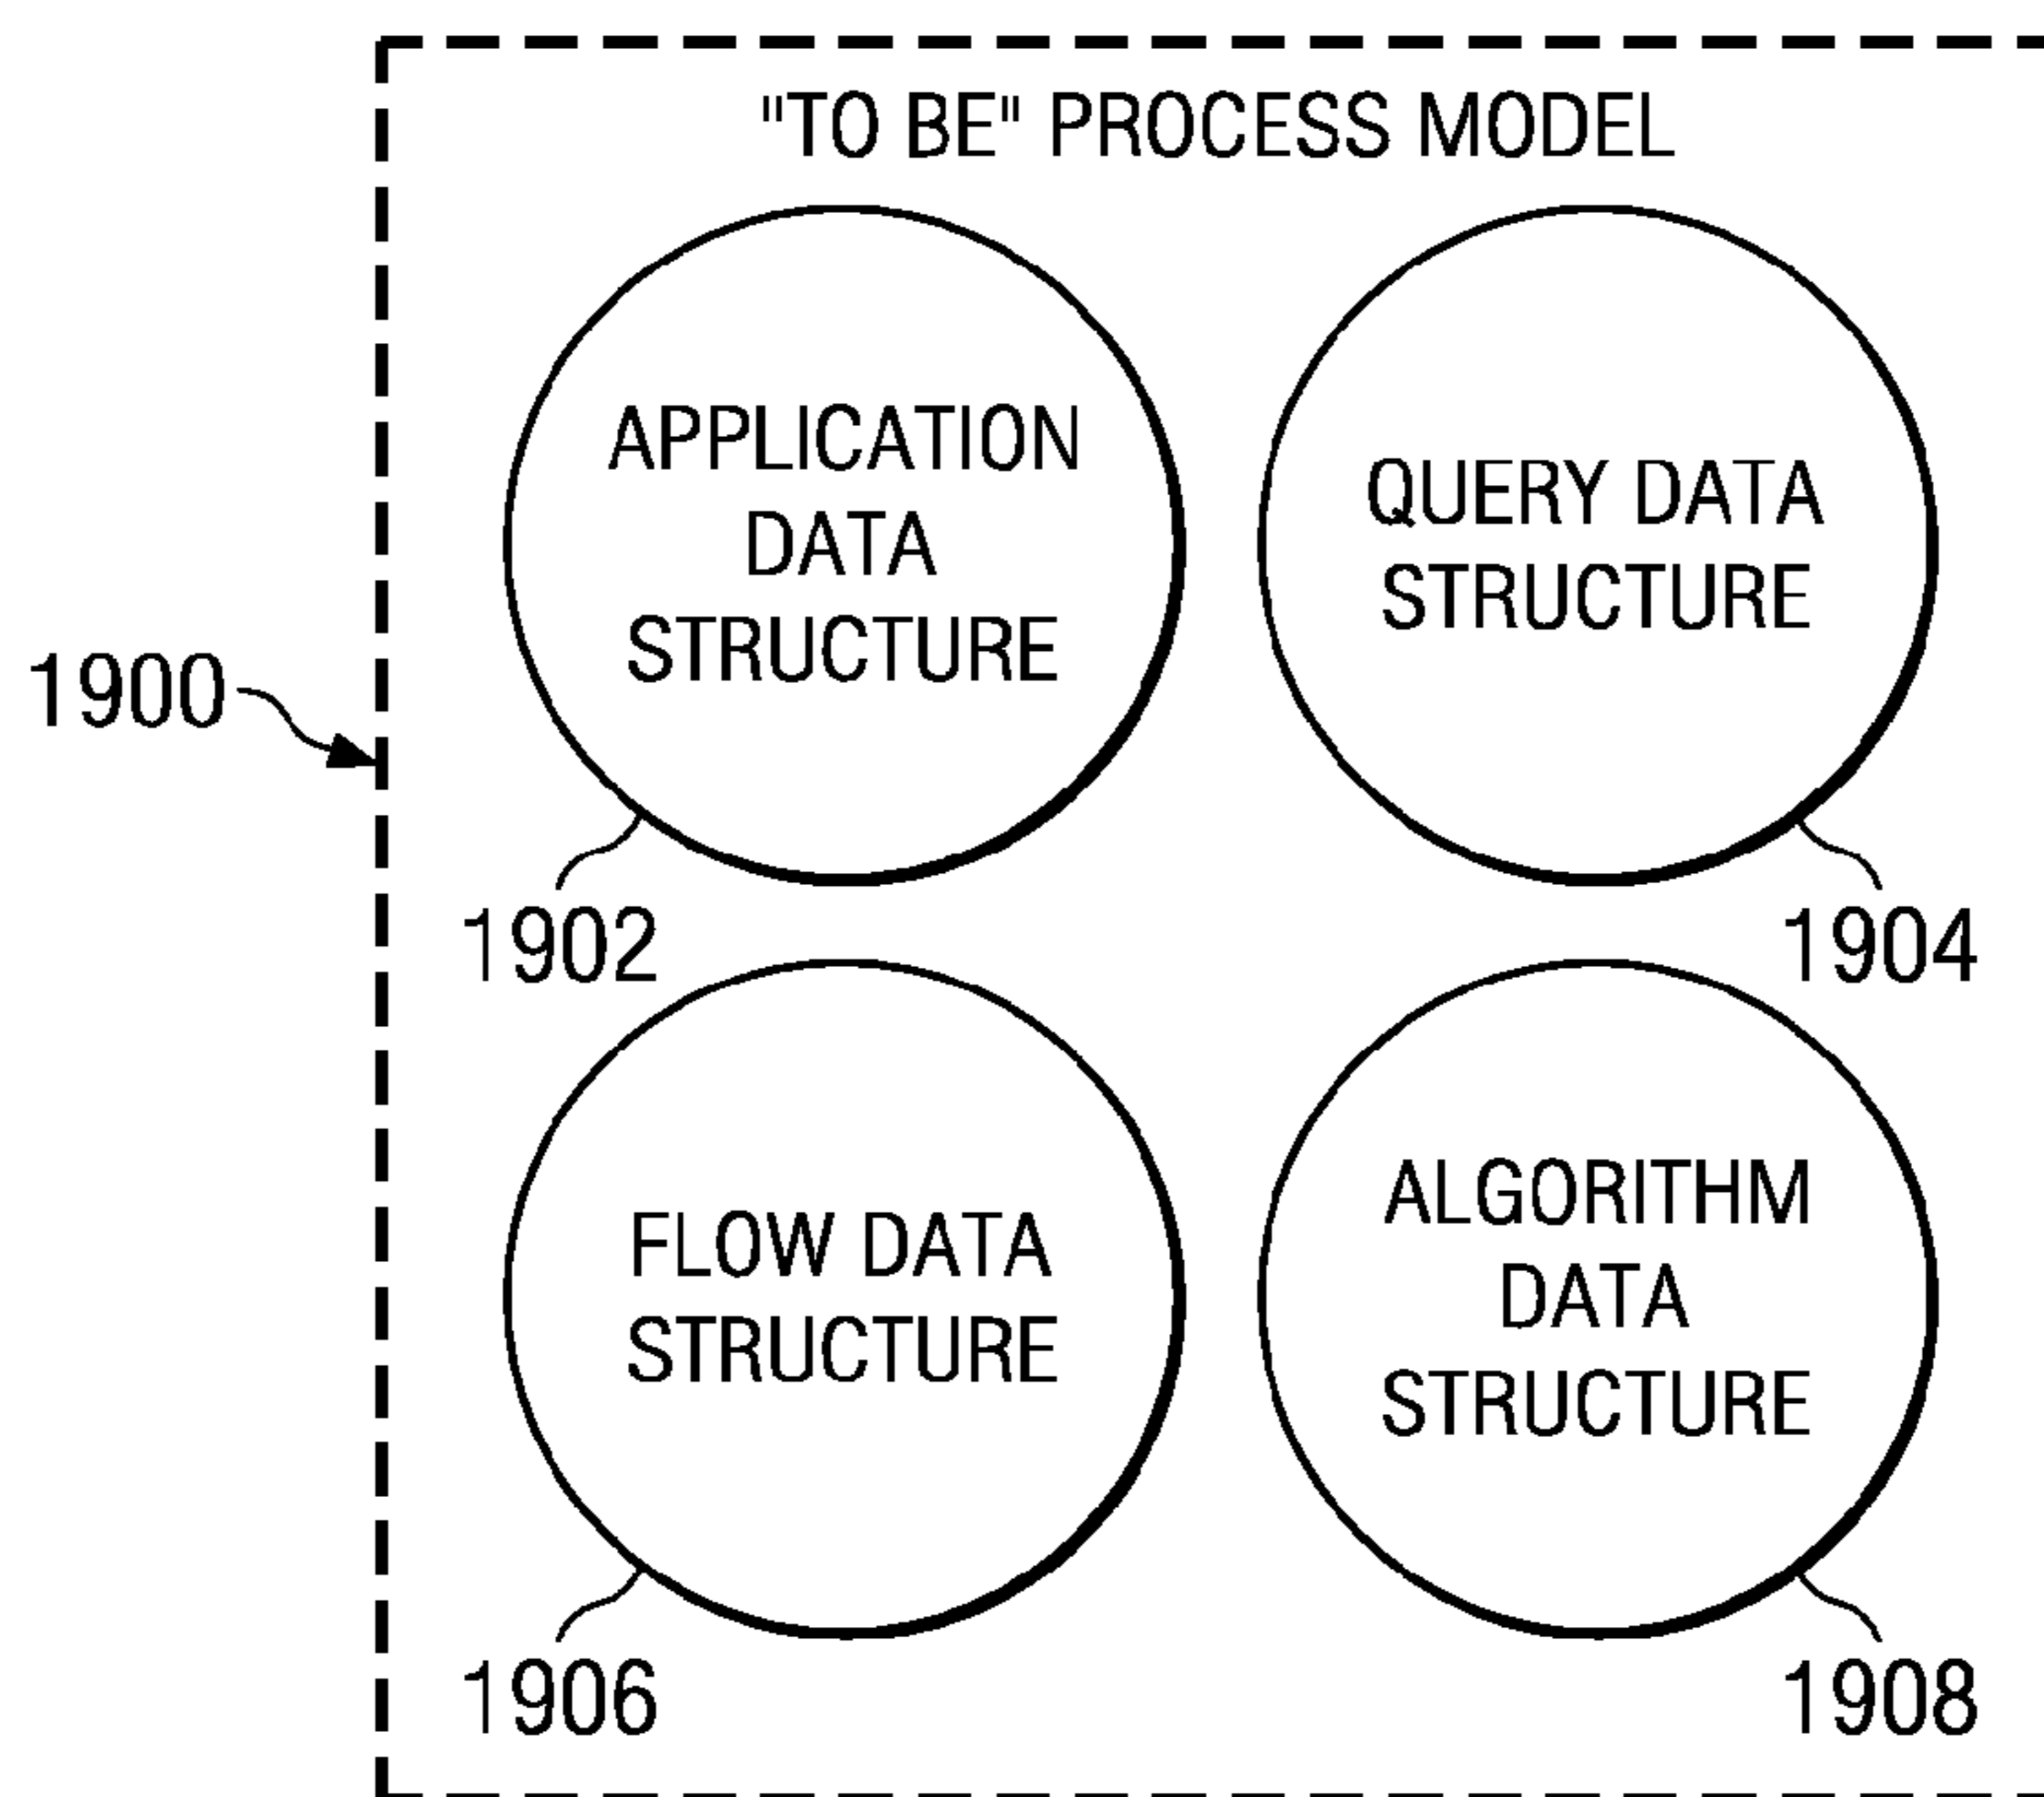 "TO BE" PROCESS MODEL
APPLICATION
DATA
STRUCTURE
QUERY DATA
STRUCTURE
1900
1902
1904
FLOW DATA
STRUCTURE
ALGORITHM
DATA
STRUCTURE
1906
1908